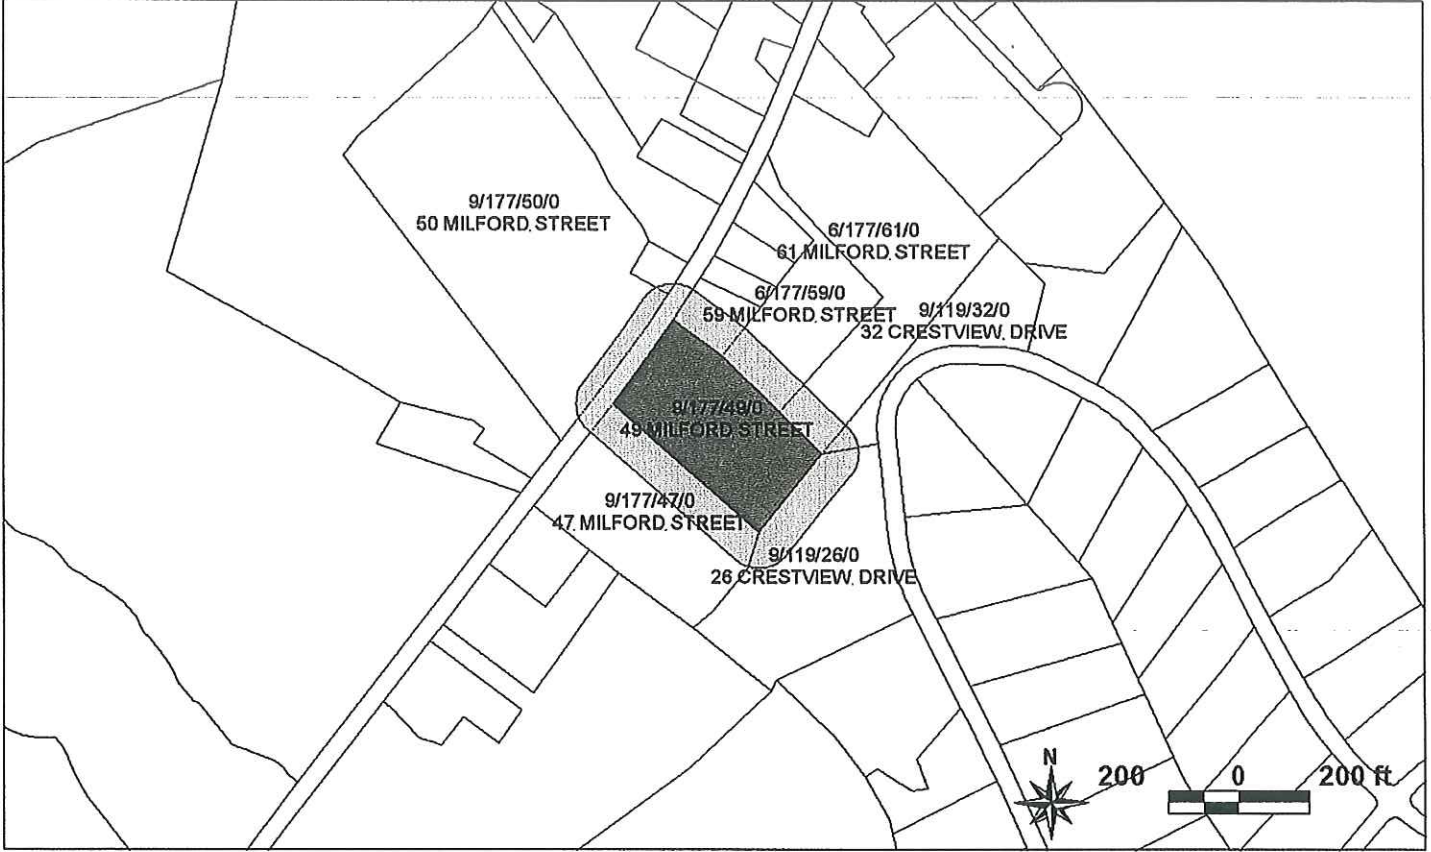 9/177/50/0
50 MILFORD. STREET
6/177/61/0
61 MILFORD. STREET
6/177/59/0
59 MILFORD. STREET
9/119/32/0
32 CRESTVIEW. DRIVE
9/177/49/0
49 MILFORD STREET
9/177/47/0
47. MILFORD. STREET
9/119/26/0
26 CRESTVIEW. DRIVE
N
200 0 200 ft